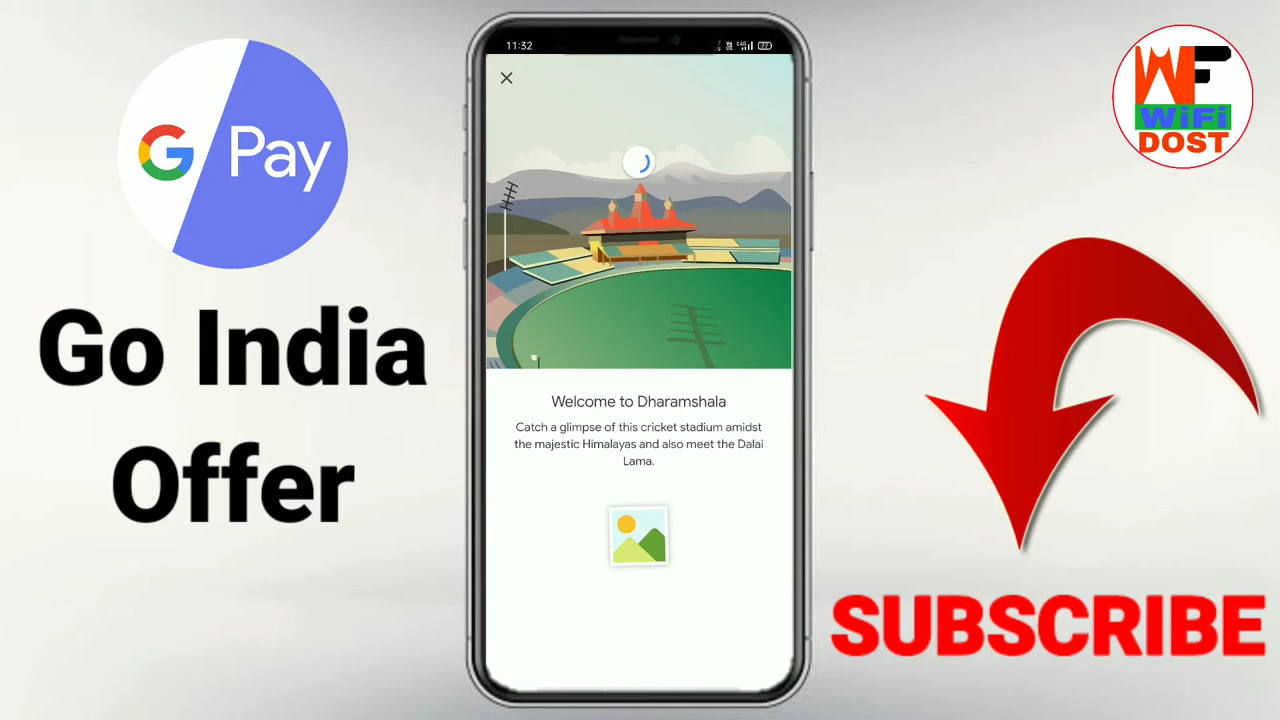 G Pay
Go India
Offer
11:32
Welcome to Dharamshala
Catch a glimpse of this cricket stadium amidst
the majestic Himalayas and also meet the Dalai
Lama.
WF
WiFi
DOST
SUBSCRIBE